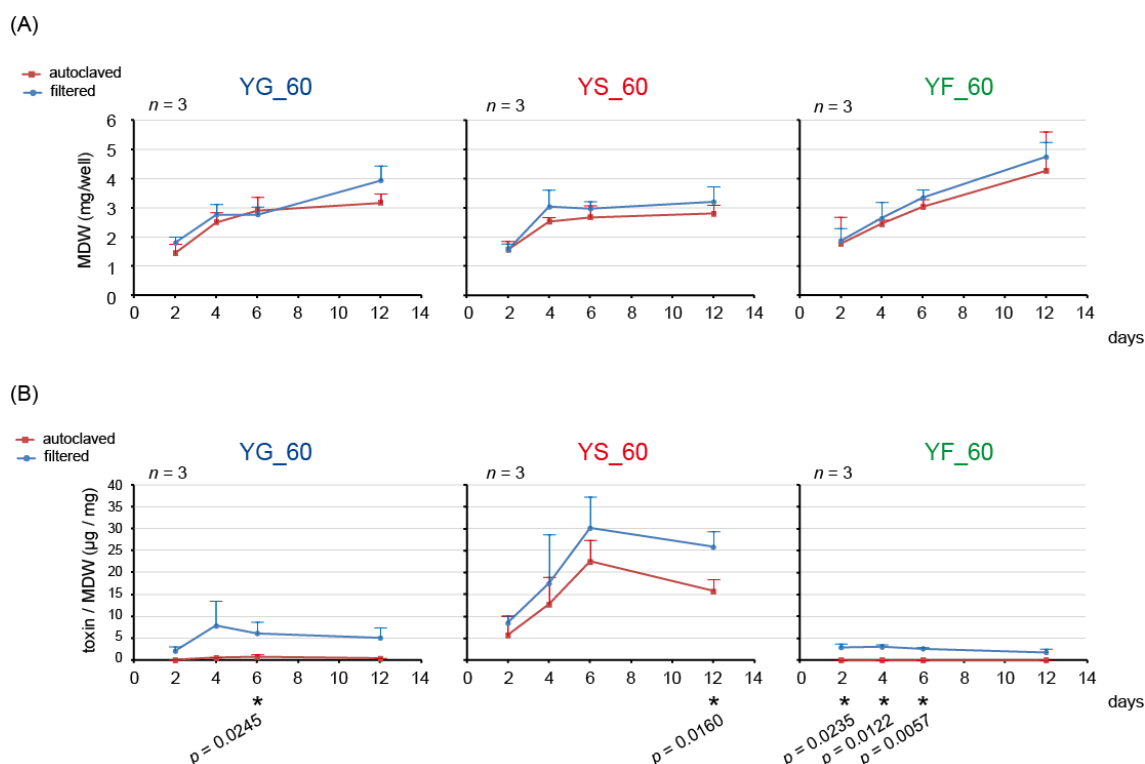 (A)
autoclaved
filtered
YG_60
YS_60
YF_60
n = 3
n = 3
n = 3
MDW (mg/well)
6
5
4
3
2
1
0
0 2 4 6 8 10 12 14
0 2 4 6 8 10 12 14
0 2 4 6 8 10 12 14
days
(B)
autoclaved
filtered
YG_60
YS_60
YF_60
n = 3
n = 3
n = 3
toxin / MDW (µg / mg)
40
35
30
25
20
15
10
5
0
0 2 4 6 8 10 12 14
0 2 4 6 8 10 12 14
0 2 4 6 8 10 12 14
days
* * * * *
p = 0.0245
p = 0.0160
p = 0.0235
p = 0.0122
p = 0.0057